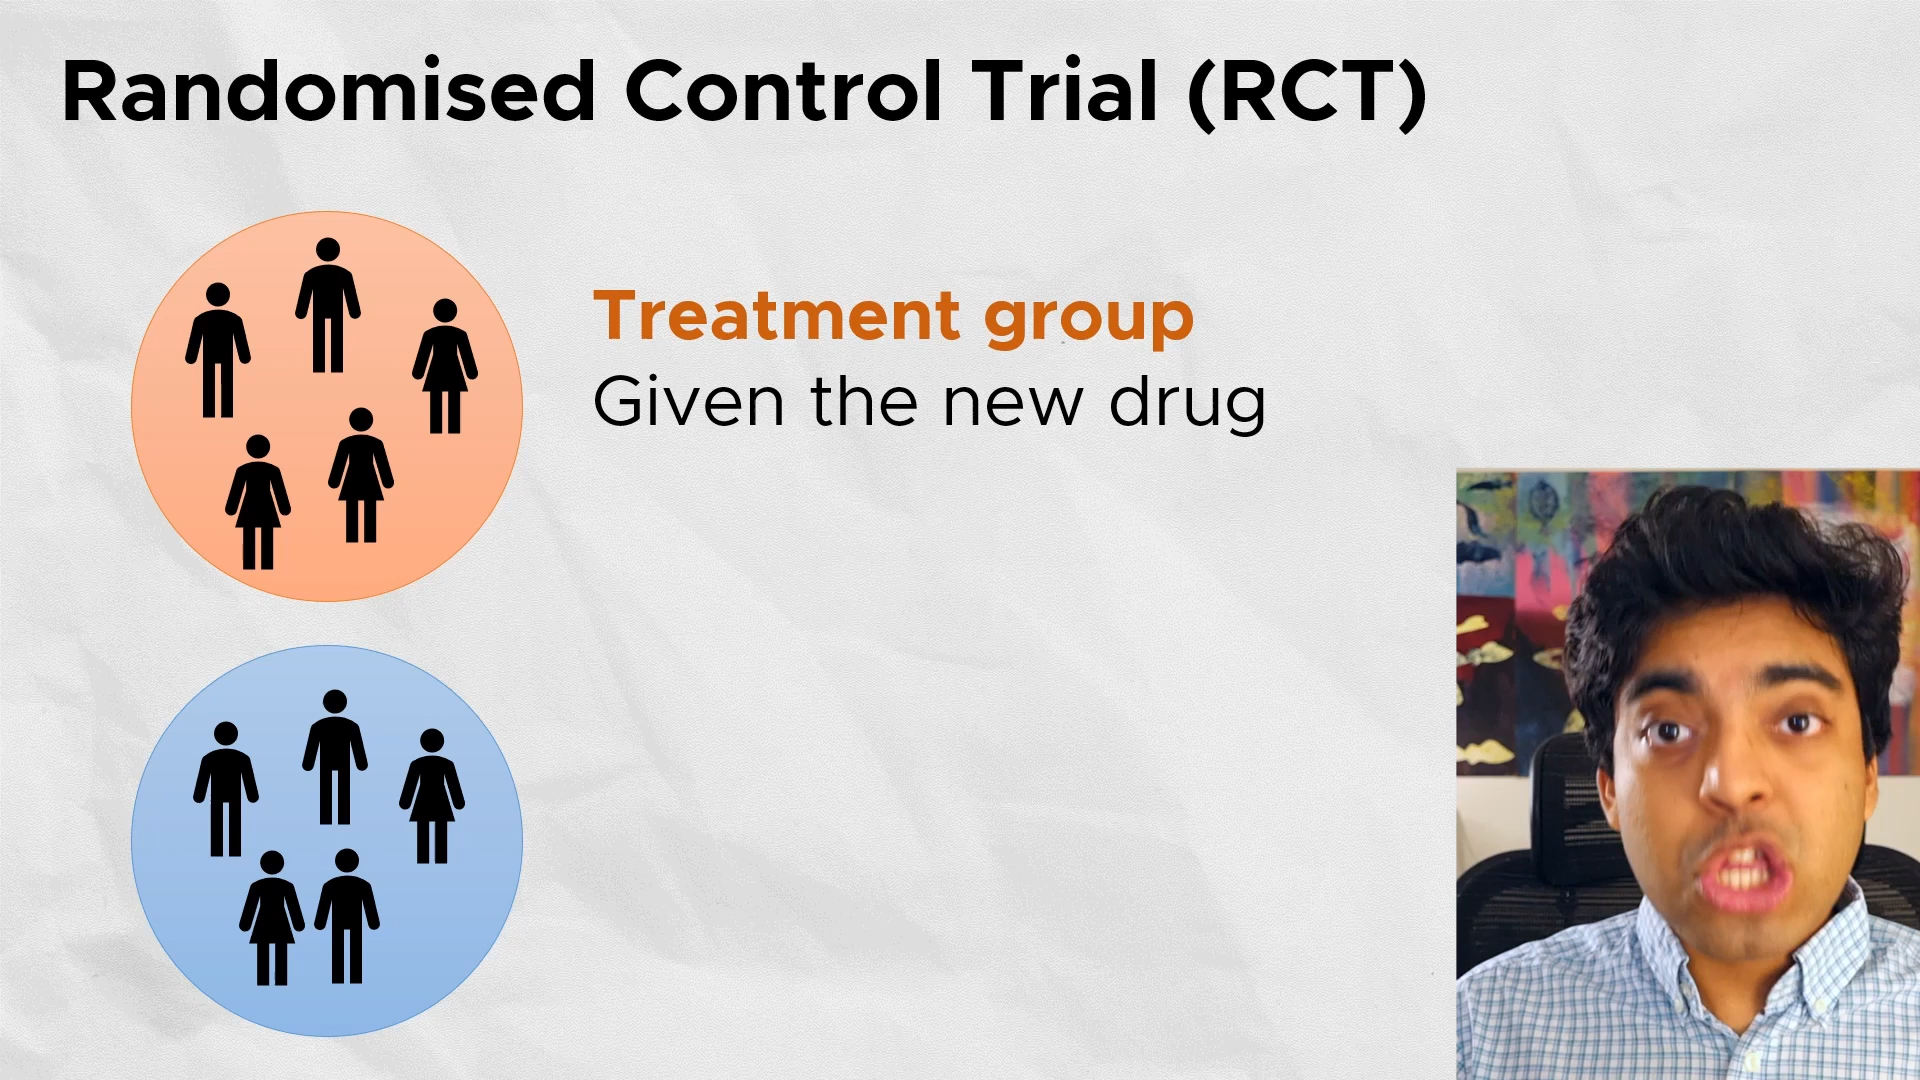 Randomised Control Trial (RCT)
Treatment group
Given the new drug